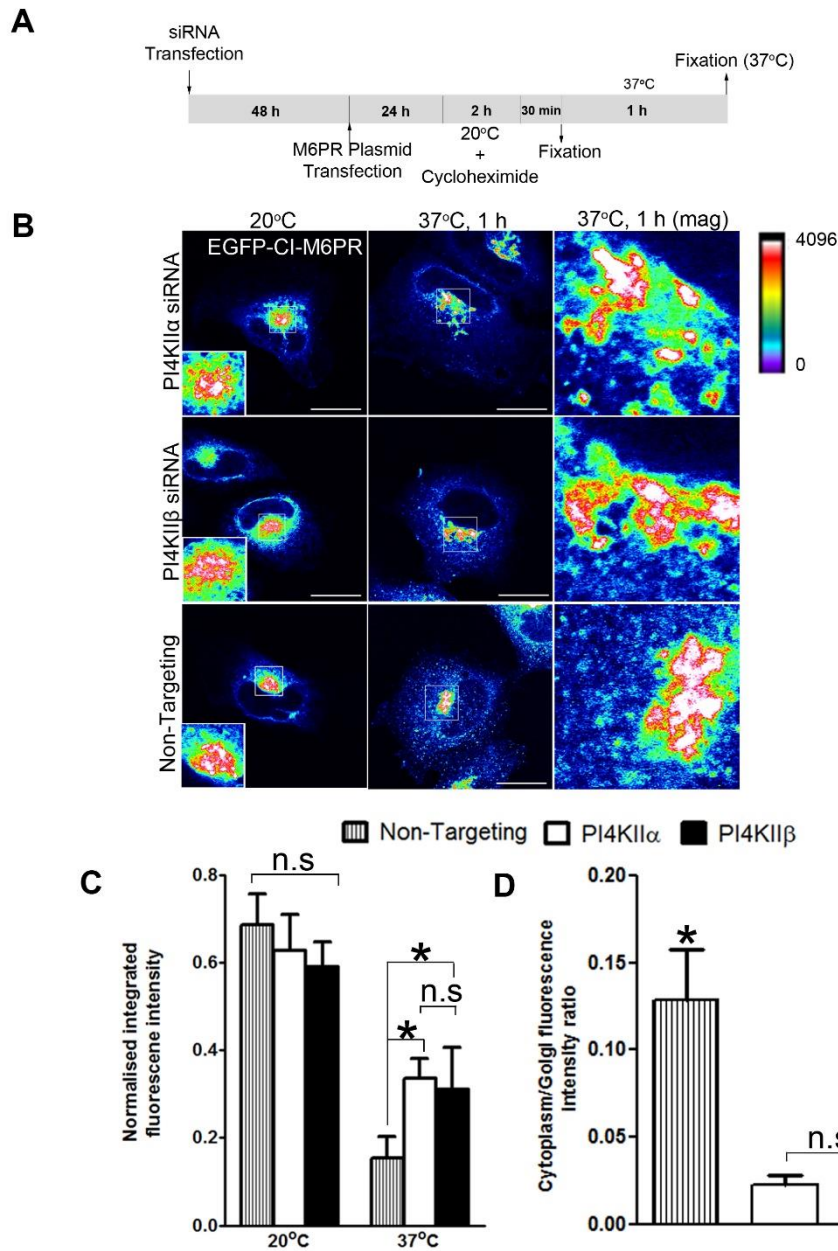 A
siRNA
Transfection
Fixation (37°C)
37°C
48 h
24 h
2 h
30 min
1 h
M6PR Plasmid
Transfection
20°C
+
Cycloheximide
Fixation
B
20°C
37°C, 1 h
37°C, 1 h (mag)
EGFP-CI-M6PR
4096
0
PI4KIIα siRNA
PI4KIIβ siRNA
Non-Targeting
Non-Targeting
PI4KIIα
PI4KIIβ
C
n.s
0.8
0.6
0.4
0.2
0.0
Normalised integrated
fluorescene intensity
*
n.s
*
20°C
37°C
D
0.20
0.15
0.10
0.05
0.00
Cytoplasm/Golgi fluorescence
Intensity ratio
*